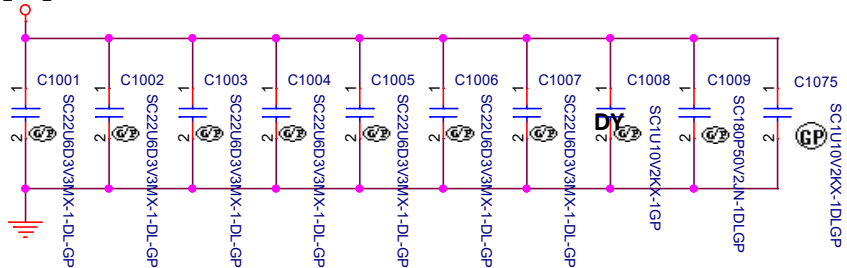 C1001
1
2
SC22U6D3V3MX-1-DL-GP
C1002
1
2
SC22U6D3V3MX-1-DL-GP
C1003
1
2
SC22U6D3V3MX-1-DL-GP
C1004
1
2
SC22U6D3V3MX-1-DL-GP
C1005
1
2
SC22U6D3V3MX-1-DL-GP
C1006
1
2
SC22U6D3V3MX-1-DL-GP
C1007
1
2
SC22U6D3V3MX-1-DL-GP
C1008
1
2
DY
SC1U10V2KX-1GP
C1009
1
2
SC180P50V2JN-1DLGP
C1075
1
2
GP
SC1U10V2KX-1DLGP